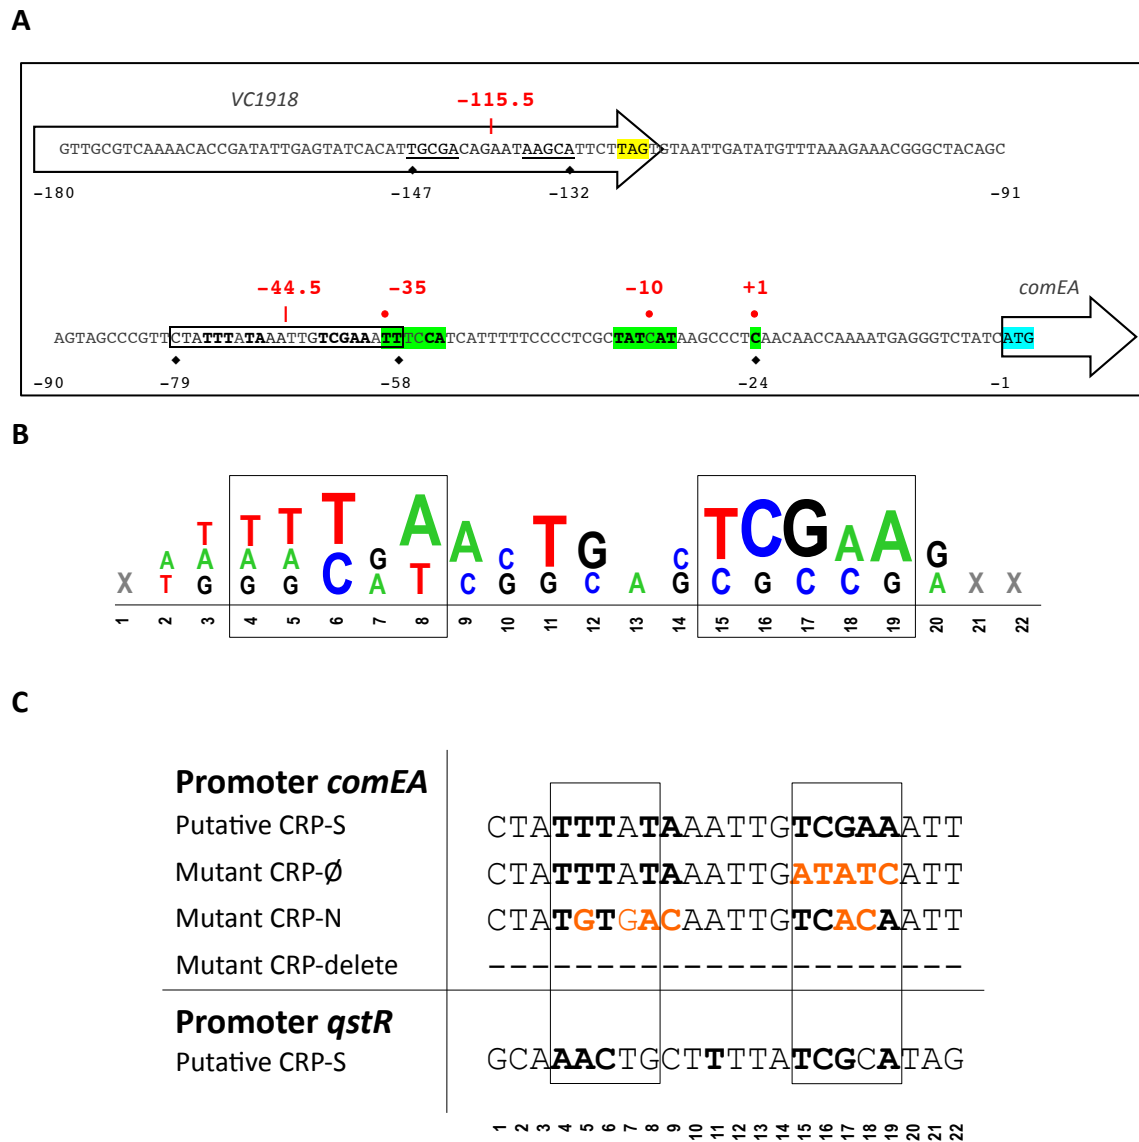 A
VC1918
-115.5
GTTGCGTCAAAACACCGATATTGAGTATCACATTGCGACAGAATAAGCATTCTTAGTGTAATTGATATGTTTAAAGAAACGGGCTACAGC
-180 -147 -132 -91
-44.5 -35 -10 +1 comEA
AGTAGCCCGTTCTATTTATAAATTGTCGAAATTTCCATCATTTTTCCCCTCGCTATCATAAGCCCTCAACAACCAAAATGAGGGTCTATCATG
-90 -79 -58 -24 -1
B
T T T T A A T G T C G A A G
A A A G C C
X T G G G C A T C G G C A G C G C C G A X X
1 2 3 4 5 6 7 8 9 10 11 12 13 14 15 16 17 18 19 20 21 22
C
Promoter comEA
Putative CRP-S CTATTTATAAATTGTCGAAATT
Mutant CRP-Ø CTATTTATAAATTGATATCATT
Mutant CRP-N CTATGTGACAATTGTCACAATT
Mutant CRP-delete ----------------------
Promoter qstR
Putative CRP-S GCAAACTGCTTTTATCGCATAG
1 2 3 4 5 6 7 8 9 10 11 12 13 14 15 16 17 18 19 20 21 22